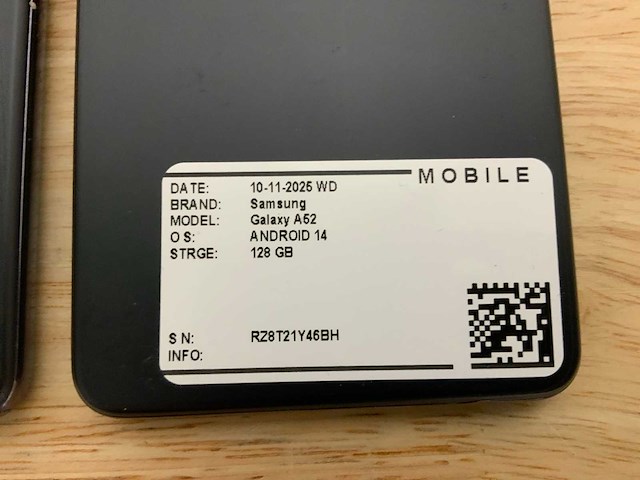 MOBILE
DATE: 10-11-2025 WD
BRAND: Samsung
MODEL: Galaxy A52
OS: ANDROID 14
STRGE: 128 GB
SN: RZ8T21Y46BH
INFO: